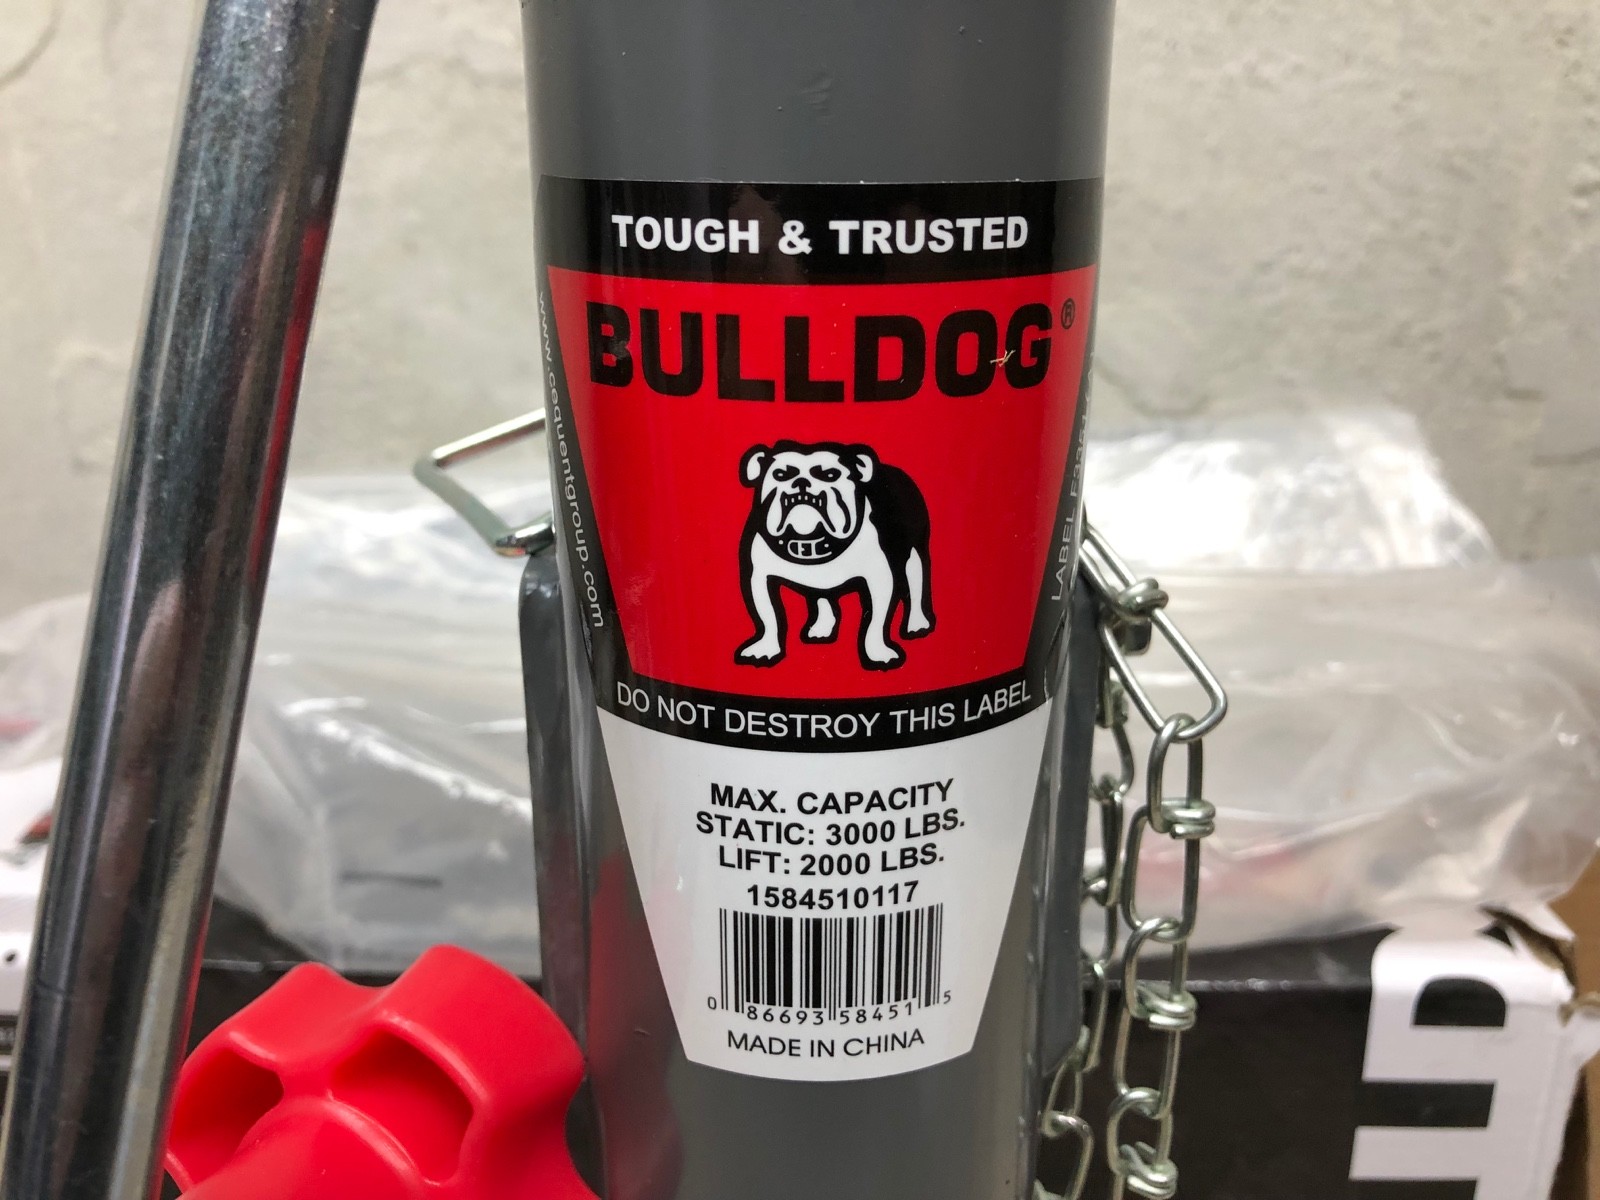 TOUGH & TRUSTED
BULLDOG®
www.cequentgroup.com
LABEL
DO NOT DESTROY THIS LABEL
MAX. CAPACITY
STATIC: 3000 LBS.
LIFT: 2000 LBS.
1584510117
0 86693 58451 5
MADE IN CHINA